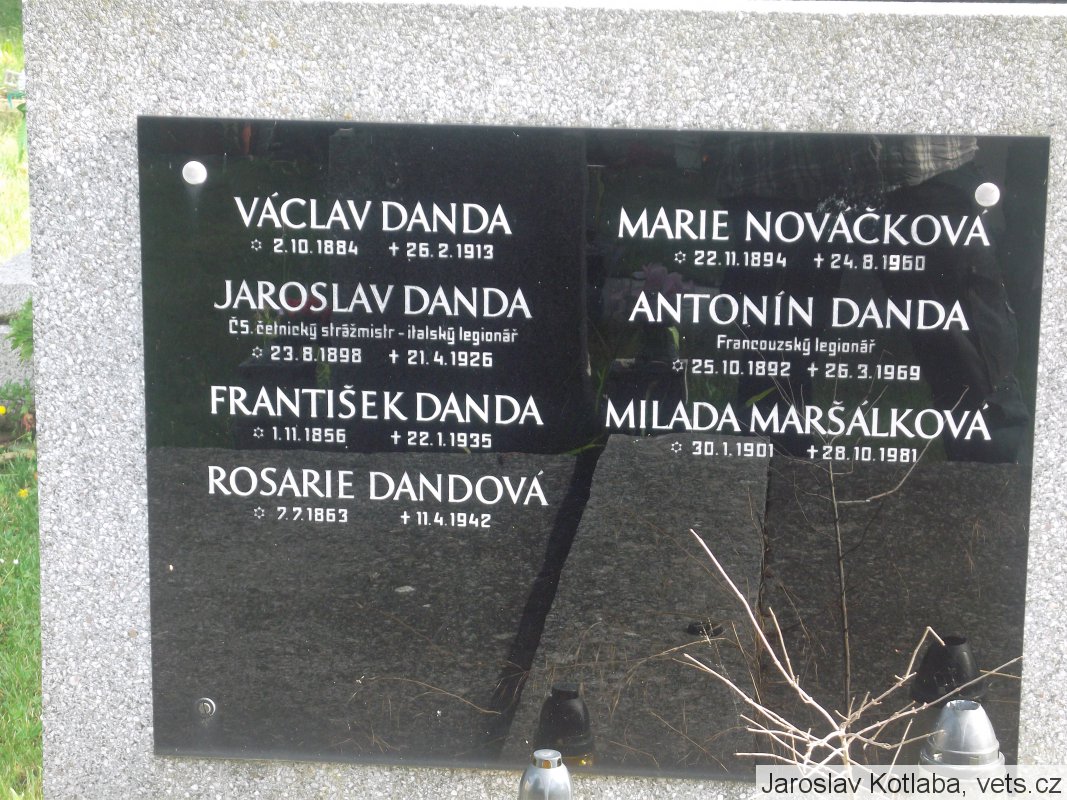 VÁCLAV DANDA
✡ 2.10.1884 ✝ 26.2.1913
JAROSLAV DANDA
ČS. četnický strážmistr - italský legionář
✡ 23.8.1898 ✝ 21.4.1926
FRANTIŠEK DANDA
✡ 1.11.1856 ✝ 22.1.1935
ROSARIE DANDOVÁ
✡ 7.7.1863 ✝ 11.4.1942
MARIE NOVÁČKOVÁ
✡ 22.11.1894 ✝ 24.8.1960
ANTONÍN DANDA
Francouzský legionář
✡ 25.10.1892 ✝ 26.3.1969
MILADA MARŠÁLKOVÁ
✡ 30.1.1901 ✝ 28.10.1981
Jaroslav Kotlaba, vets.cz